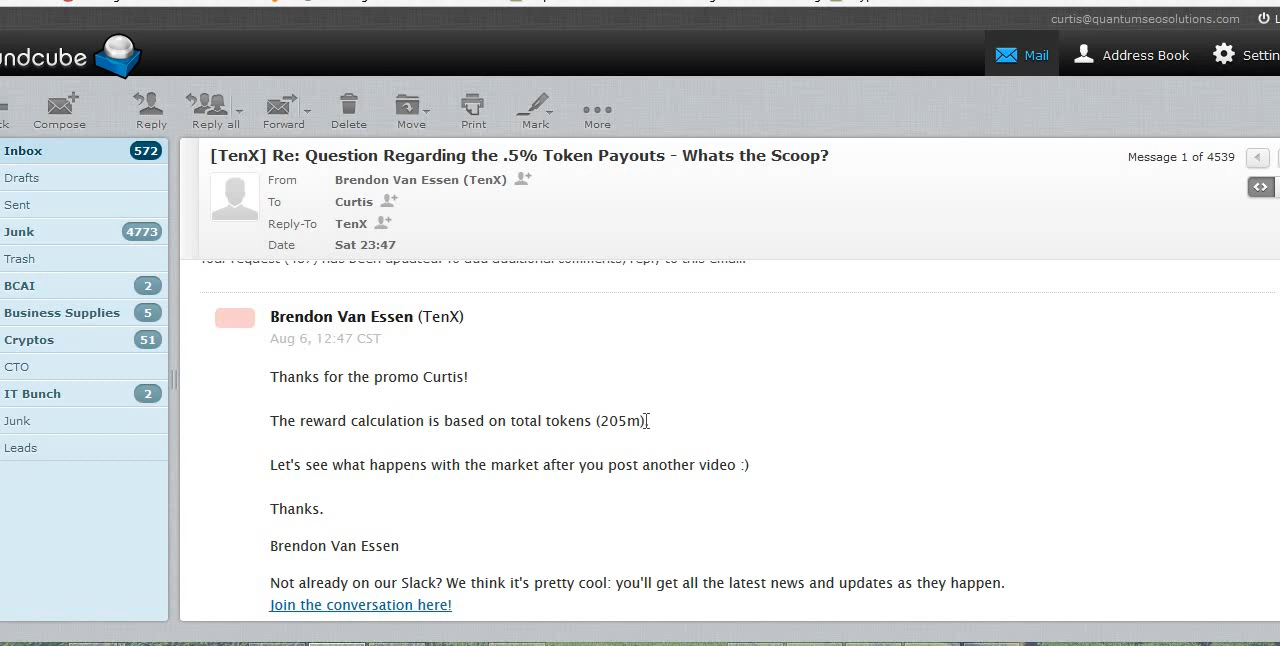 curtis@quantumseosolutions.com
undcube
Mail
Address Book
Settin
Compose
Reply
Reply all
Forward
Delete
Move
Print
Mark
More
Inbox 572
Drafts
Sent
Junk 4773
Trash
BCAI 2
Business Supplies 5
Cryptos 51
CTO
IT Bunch 2
Junk
Leads
[TenX] Re: Question Regarding the .5% Token Payouts - Whats the Scoop?
Message 1 of 4539
From Brendon Van Essen (TenX)
To Curtis
Reply-To TenX
Date Sat 23:47
Brendon Van Essen (TenX)
Aug 6, 12:47 CST
Thanks for the promo Curtis!
The reward calculation is based on total tokens (205m)
Let's see what happens with the market after you post another video :)
Thanks.
Brendon Van Essen
Not already on our Slack? We think it's pretty cool: you'll get all the latest news and updates as they happen.
Join the conversation here!